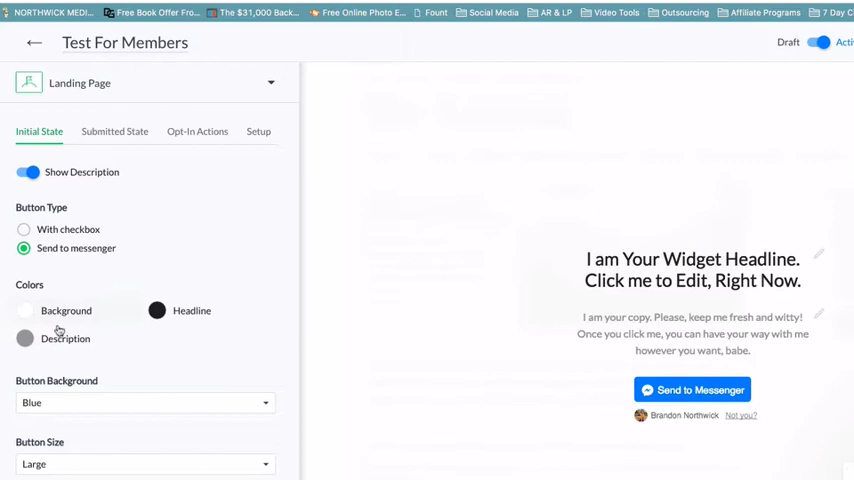 NORTHWICK MEDI...
Free Book Offer Fro...
The $31,000 Back...
Free Online Photo E...
Fount
Social Media
AR & LP
Video Tools
Outsourcing
Affiliate Programs
7 Day C
Test For Members
Draft
Activ
Landing Page
Initial State
Submitted State
Opt-In Actions
Setup
Show Description
Button Type
With checkbox
Send to messenger
Colors
Background
Headline
Description
Button Background
Blue
Button Size
Large
I am Your Widget Headline.
Click me to Edit, Right Now.
I am your copy. Please, keep me fresh and witty!
Once you click me, you can have your way with me
however you want, babe.
Send to Messenger
Brandon Northwick Not you?